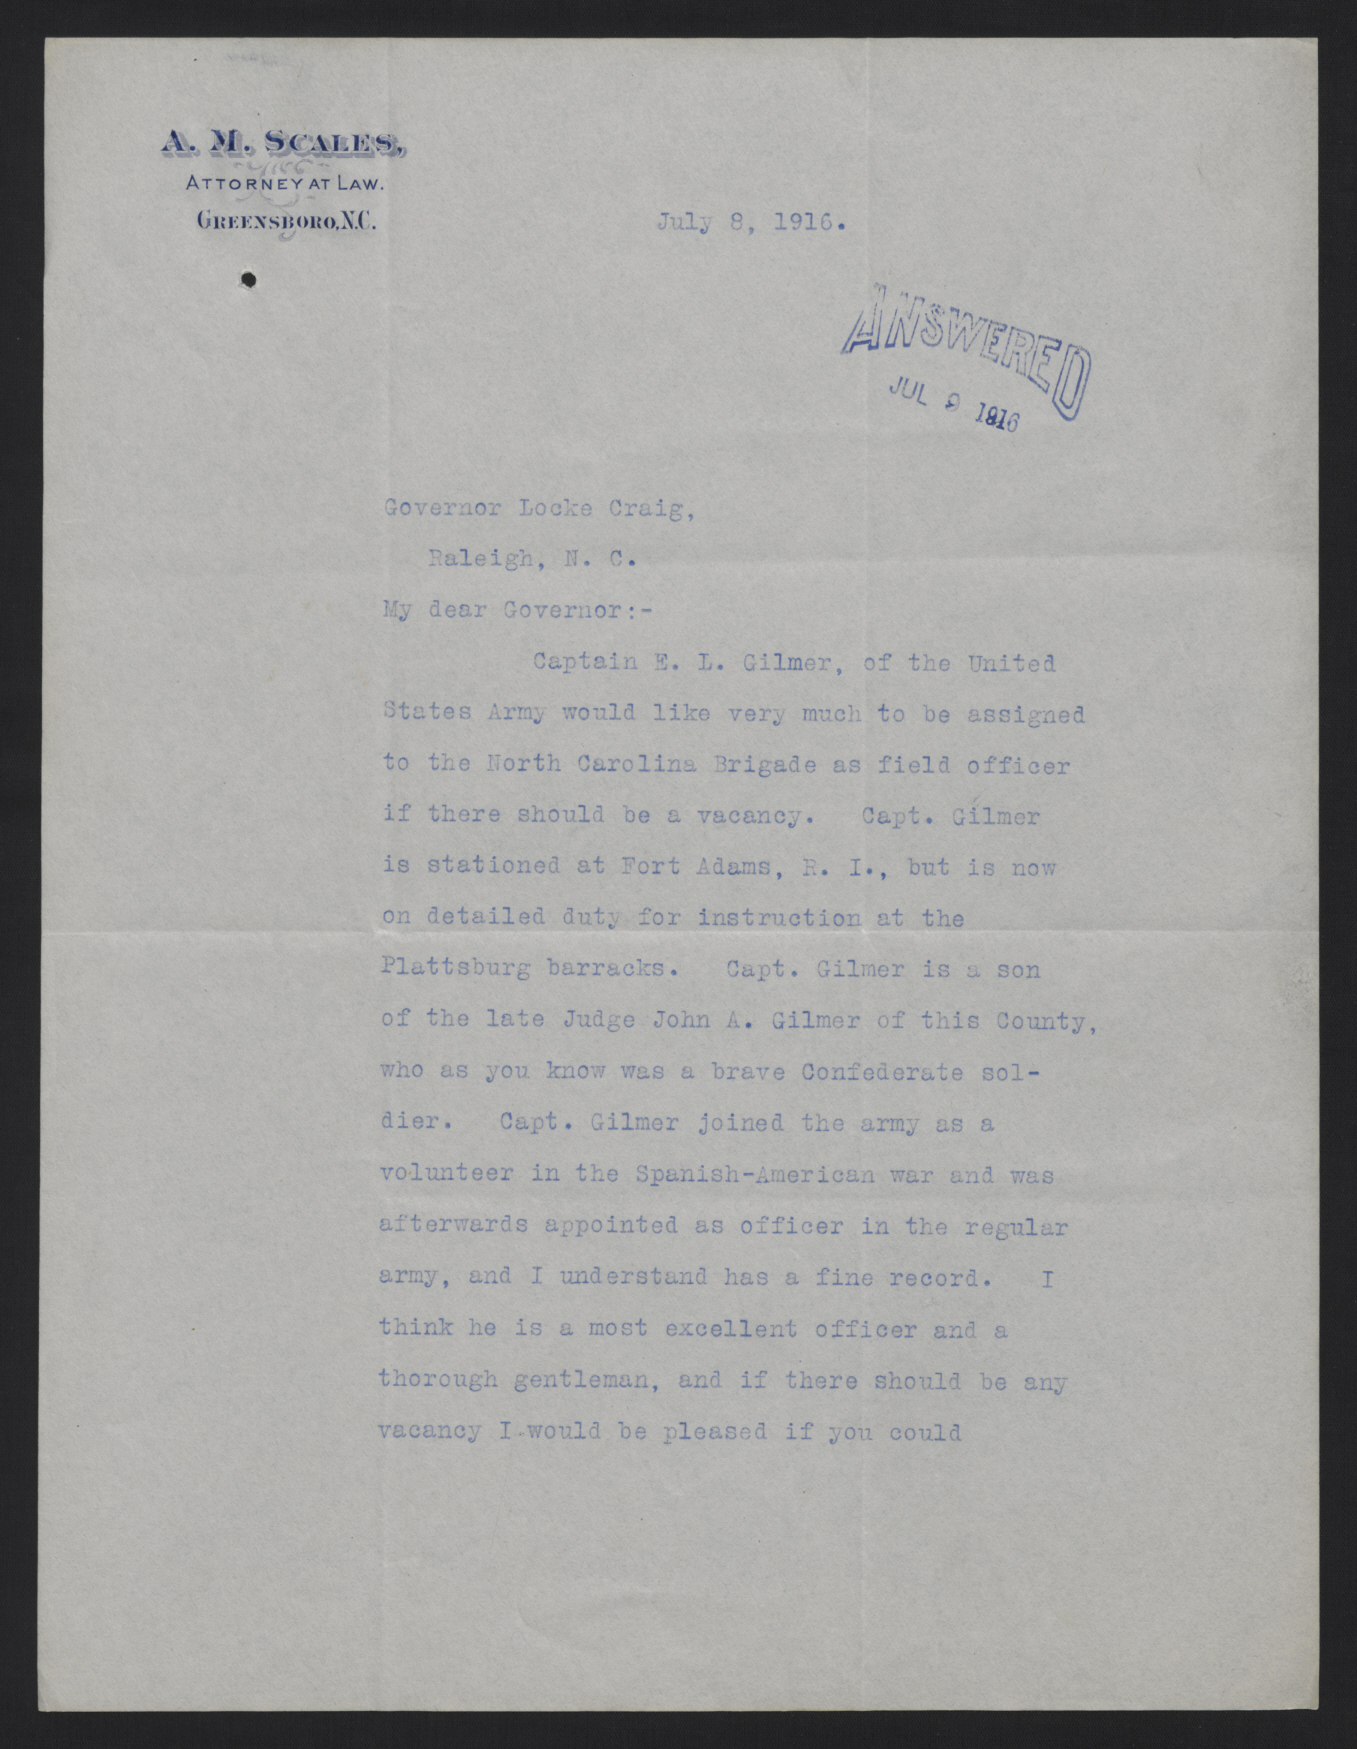 A. M. SCALES,
ATTORNEY AT LAW.
GREENSBORO, N.C.
July 8, 1916.
ANSWERED
JUL 9 1916
Governor Locke Craig,
Raleigh, N. C.
My dear Governor:-
Captain E. L. Gilmer, of the United
States Army would like very much to be assigned
to the North Carolina Brigade as field officer
if there should be a vacancy. Capt. Gilmer
is stationed at Fort Adams, R. I., but is now
on detailed duty for instruction at the
Plattsburg barracks. Capt. Gilmer is a son
of the late Judge John A. Gilmer of this County,
who as you know was a brave Confederate sol-
dier. Capt. Gilmer joined the army as a
volunteer in the Spanish-American war and was
afterwards appointed as officer in the regular
army, and I understand has a fine record. I
think he is a most excellent officer and a
thorough gentleman, and if there should be any
vacancy I would be pleased if you could